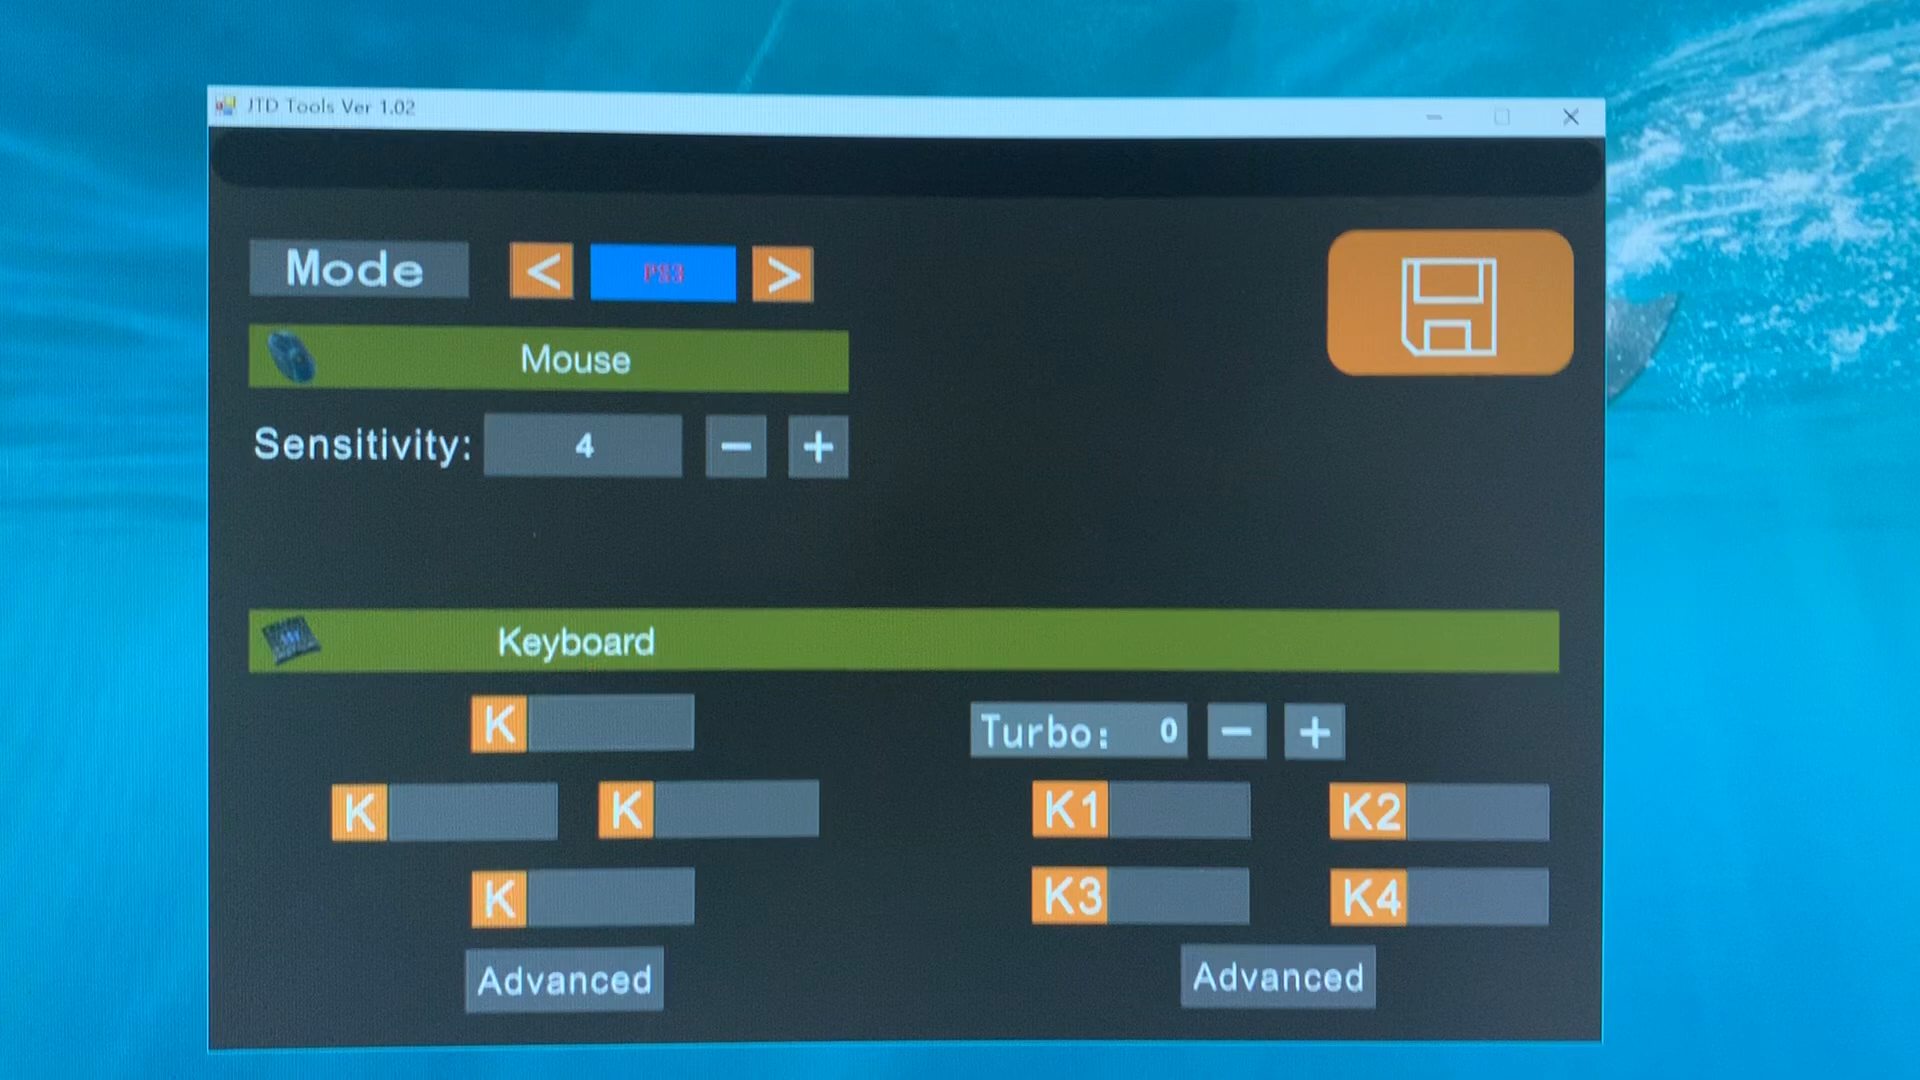 JTD Tools Ver 1.02
Mode < PS3 >
Mouse
Sensitivity: 4 − +
Keyboard
K
K K
K
Advanced
Turbo: 0 − +
K1 K2
K3 K4
Advanced